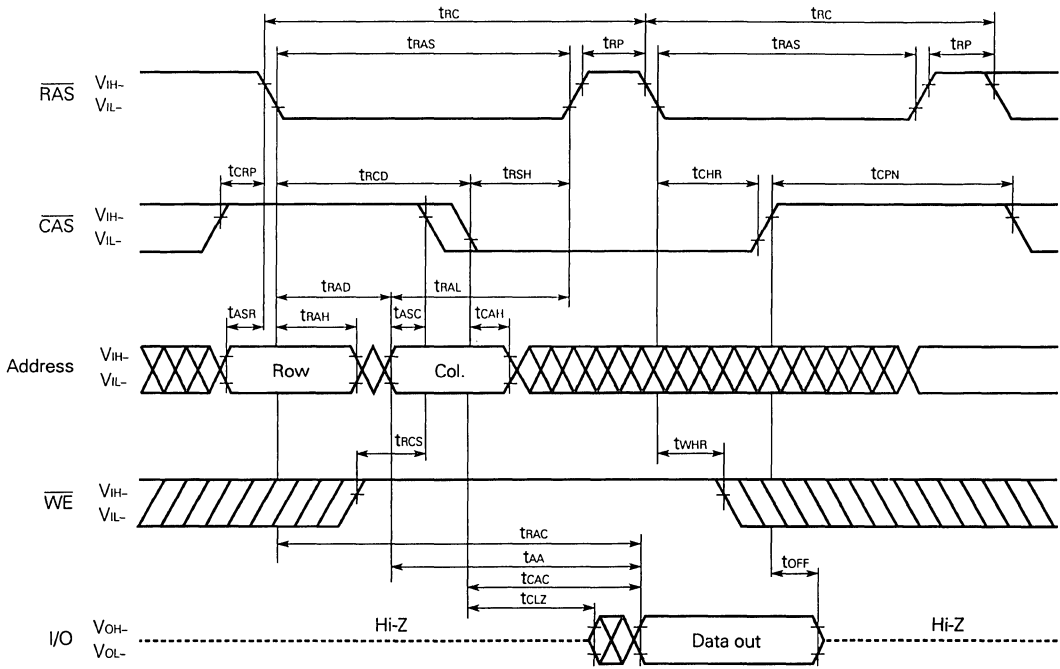 tRC tRC
tRAS tRP tRAS tRP
RAS VIH–
VIL–
tCRP tRCD tRSH tCHR tCPN
CAS VIH–
VIL–
tRAD tRAL
tASR tRAH tASC tCAH
Address VIH–
VIL–
Row Col.
tRCS tWHR
WE VIH–
VIL–
tRAC
tAA tOFF
tCAC
tCLZ
I/O VOH–
VOL–
Hi-Z Data out Hi-Z